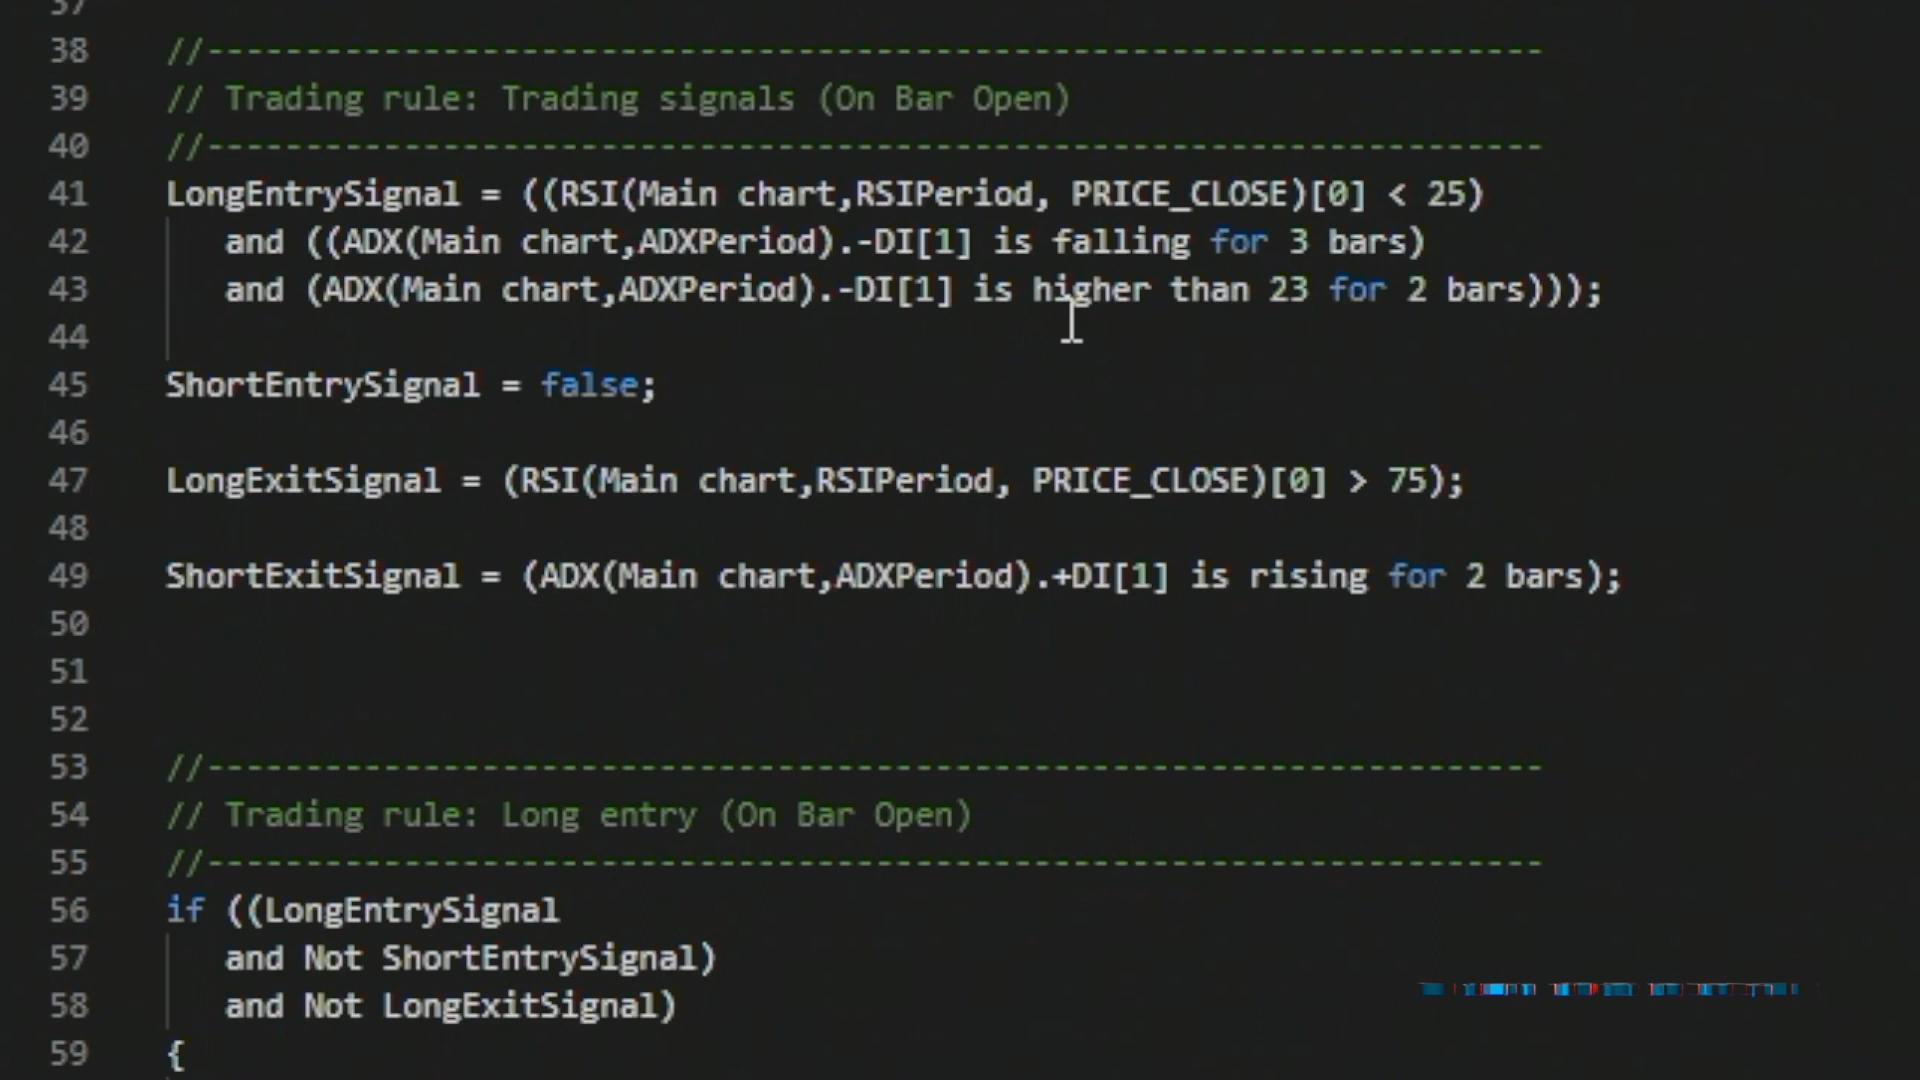 37
38 //--------------------------------------------------------------------
39 // Trading rule: Trading signals (On Bar Open)
40 //--------------------------------------------------------------------
41 LongEntrySignal = ((RSI(Main chart,RSIPeriod, PRICE_CLOSE)[0] < 25)
42 and ((ADX(Main chart,ADXPeriod).-DI[1] is falling for 3 bars)
43 and (ADX(Main chart,ADXPeriod).-DI[1] is higher than 23 for 2 bars)));
44
45 ShortEntrySignal = false;
46
47 LongExitSignal = (RSI(Main chart,RSIPeriod, PRICE_CLOSE)[0] > 75);
48
49 ShortExitSignal = (ADX(Main chart,ADXPeriod).+DI[1] is rising for 2 bars);
50
51
52
53 //--------------------------------------------------------------------
54 // Trading rule: Long entry (On Bar Open)
55 //--------------------------------------------------------------------
56 if ((LongEntrySignal
57 and Not ShortEntrySignal)
58 and Not LongExitSignal)
59 {